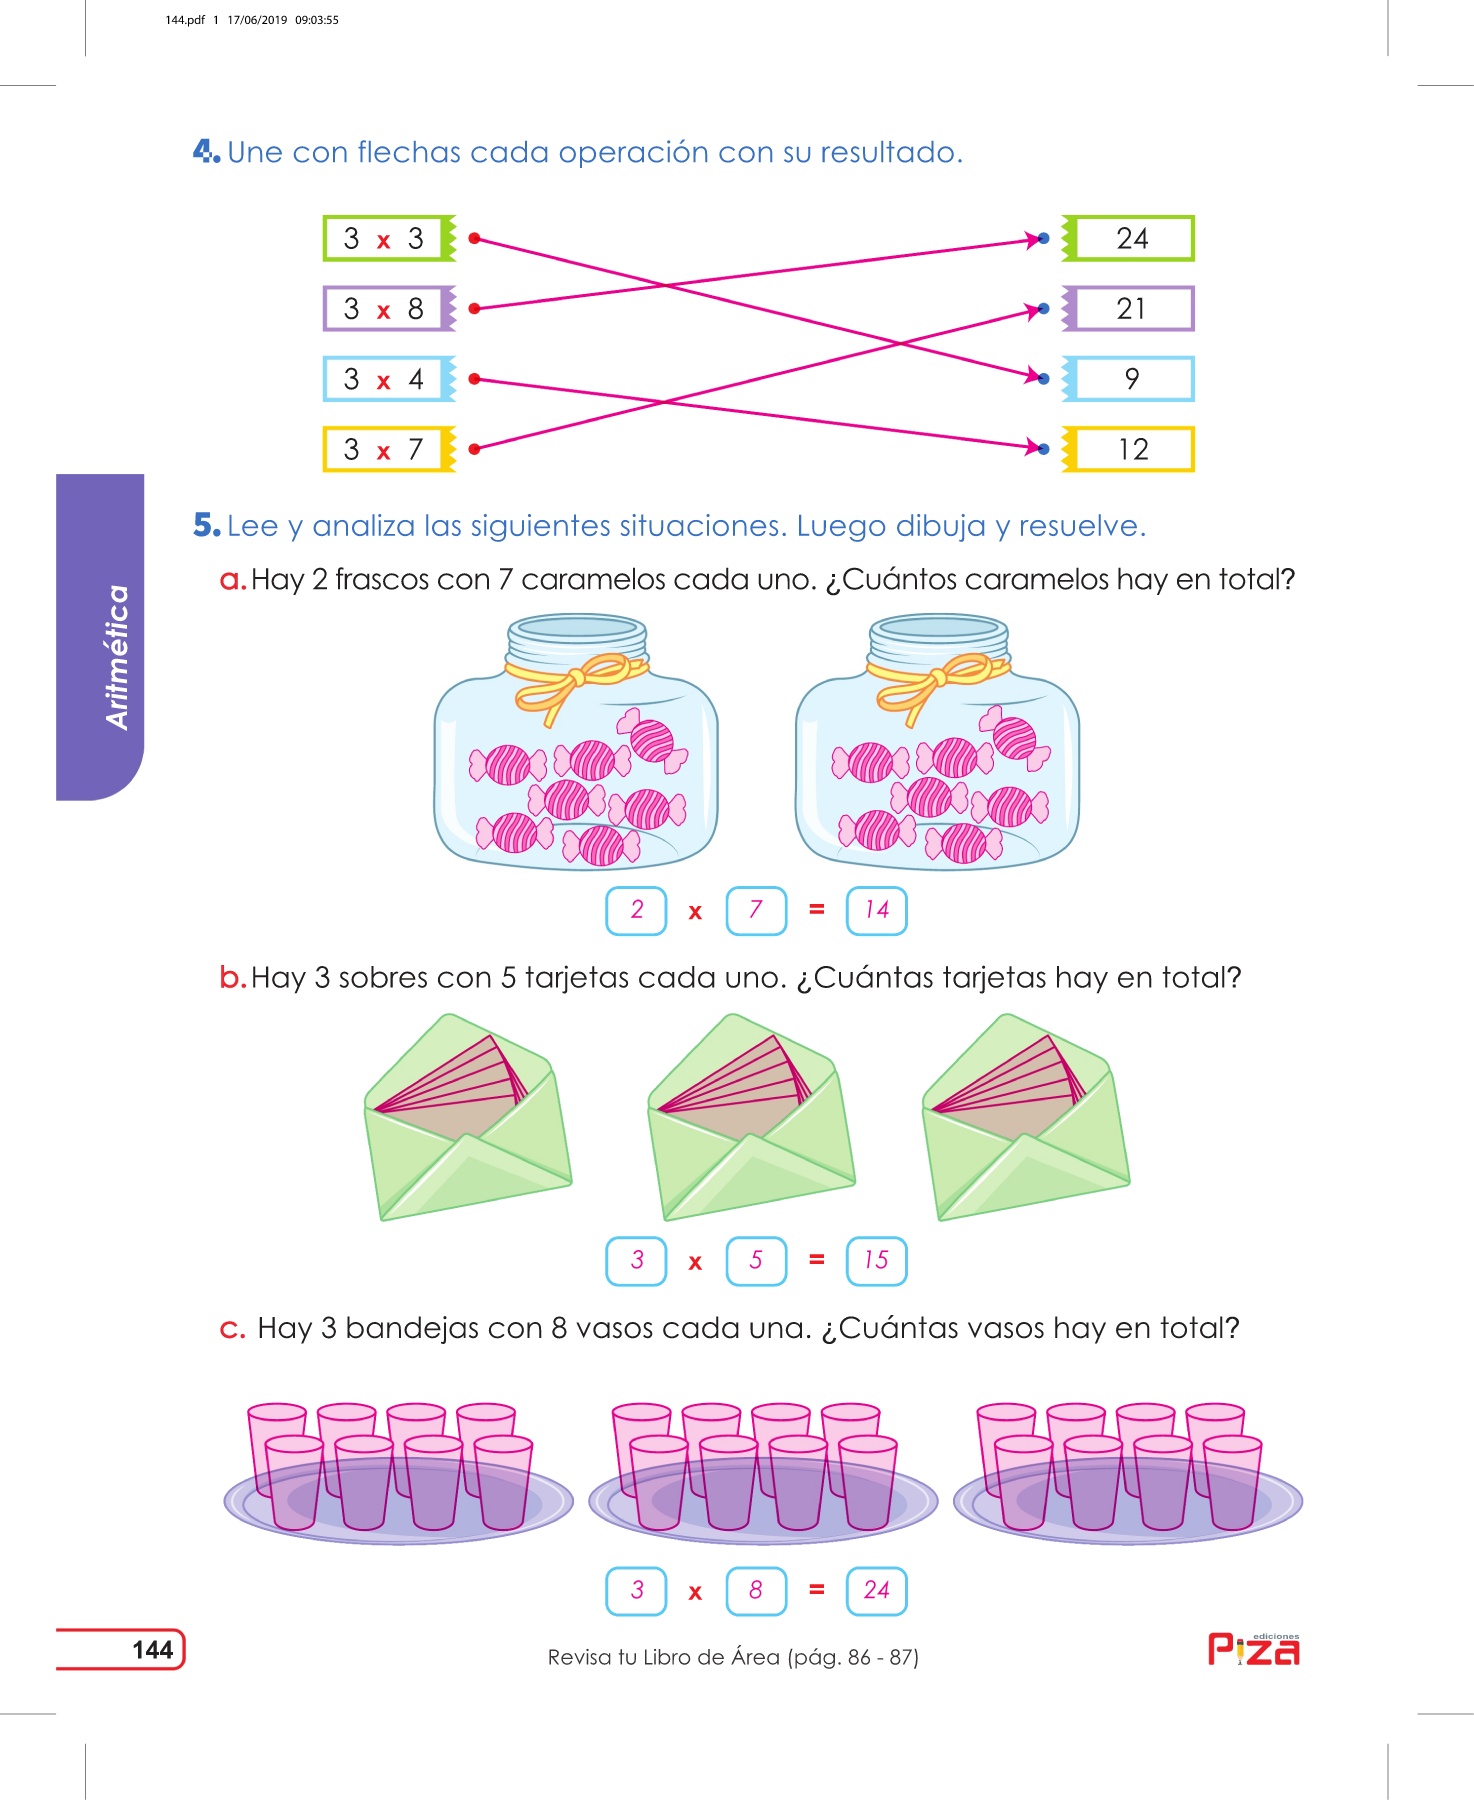 144.pdf 1 17/06/2019 09:03:55
4. Une con flechas cada operación con su resultado.
3 x 3
24
3 x 8
21
3 x 4
9
3 x 7
12
Aritmética
5. Lee y analiza las siguientes situaciones. Luego dibuja y resuelve.
a. Hay 2 frascos con 7 caramelos cada uno. ¿Cuántos caramelos hay en total?
2 x 7 = 14
b. Hay 3 sobres con 5 tarjetas cada uno. ¿Cuántas tarjetas hay en total?
3 x 5 = 15
c. Hay 3 bandejas con 8 vasos cada una. ¿Cuántas vasos hay en total?
3 x 8 = 24
144
Revisa tu Libro de Área (pág. 86 - 87)
ediciones
Piza